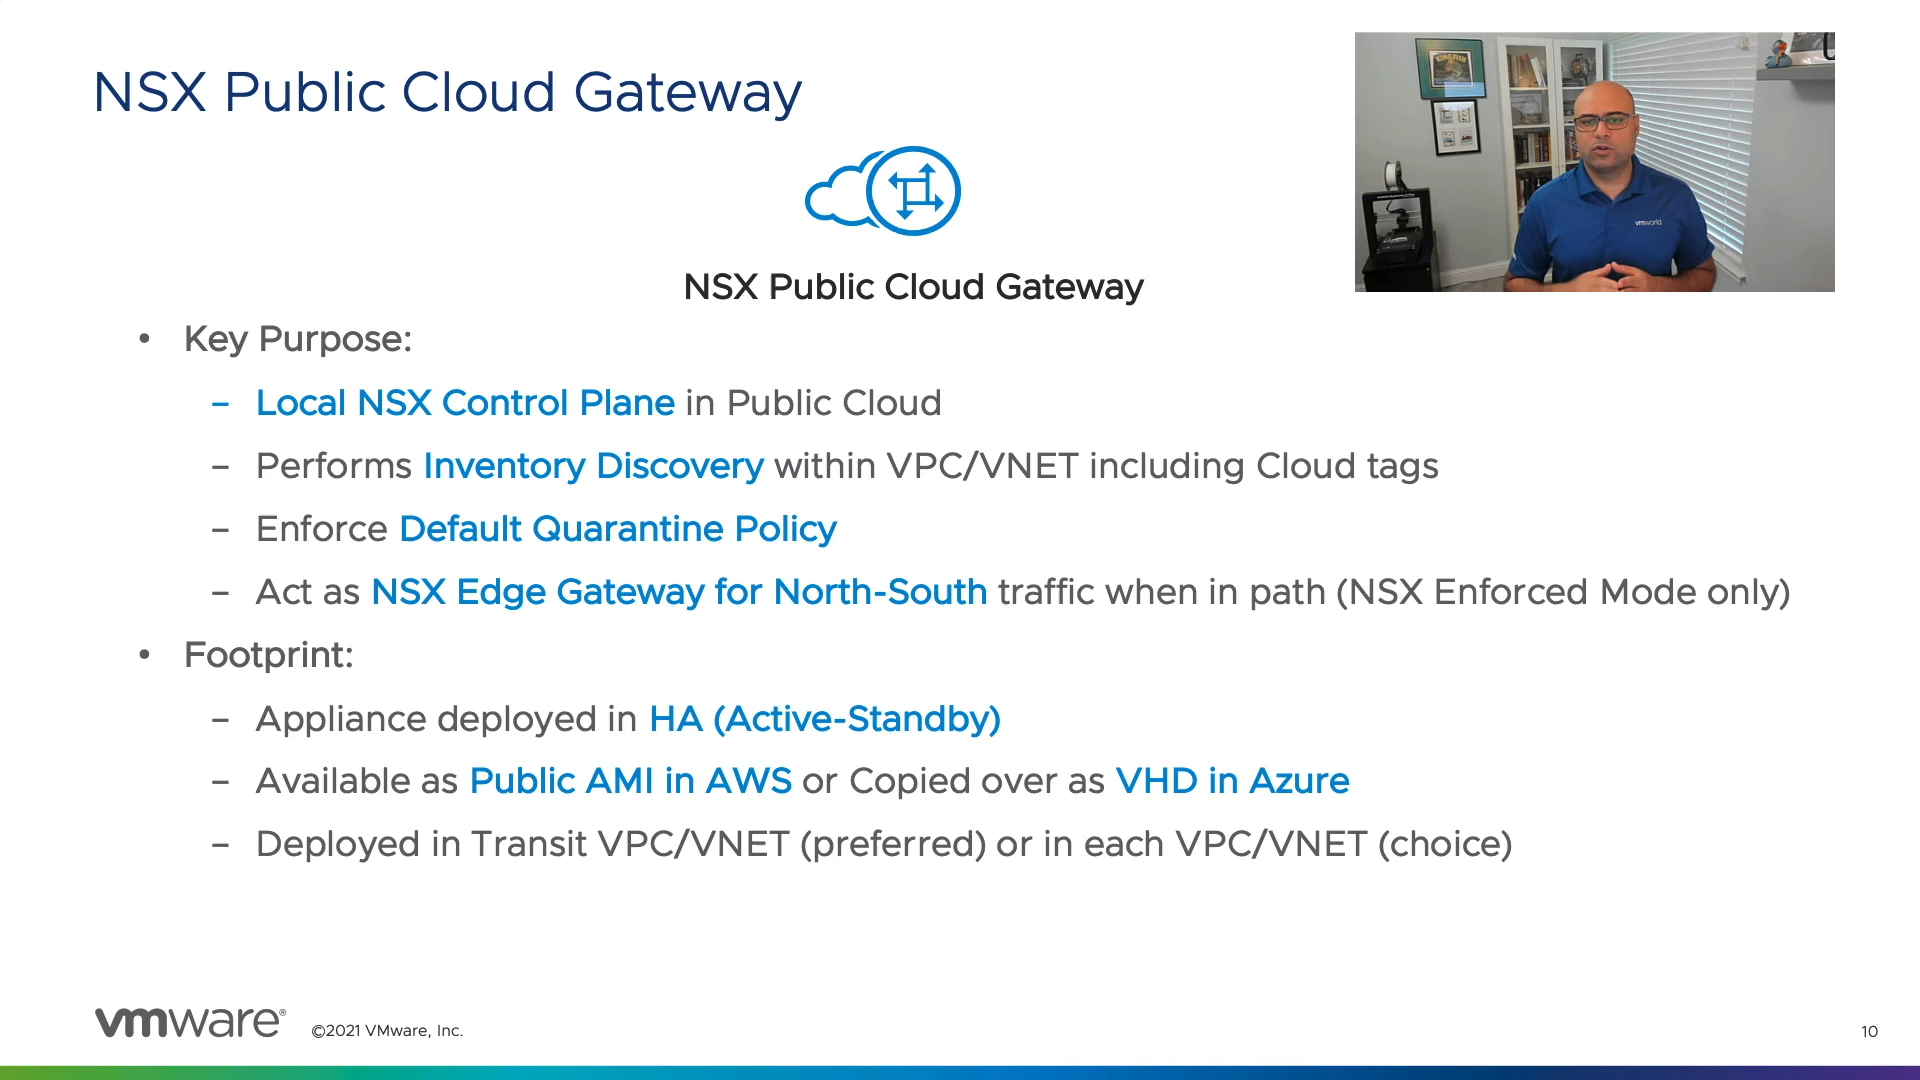 NSX Public Cloud Gateway
KINGFISH
vmworld
NSX Public Cloud Gateway
• Key Purpose:
– Local NSX Control Plane in Public Cloud
– Performs Inventory Discovery within VPC/VNET including Cloud tags
– Enforce Default Quarantine Policy
– Act as NSX Edge Gateway for North-South traffic when in path (NSX Enforced Mode only)
• Footprint:
– Appliance deployed in HA (Active-Standby)
– Available as Public AMI in AWS or Copied over as VHD in Azure
– Deployed in Transit VPC/VNET (preferred) or in each VPC/VNET (choice)
vmware® ©2021 VMware, Inc.
10